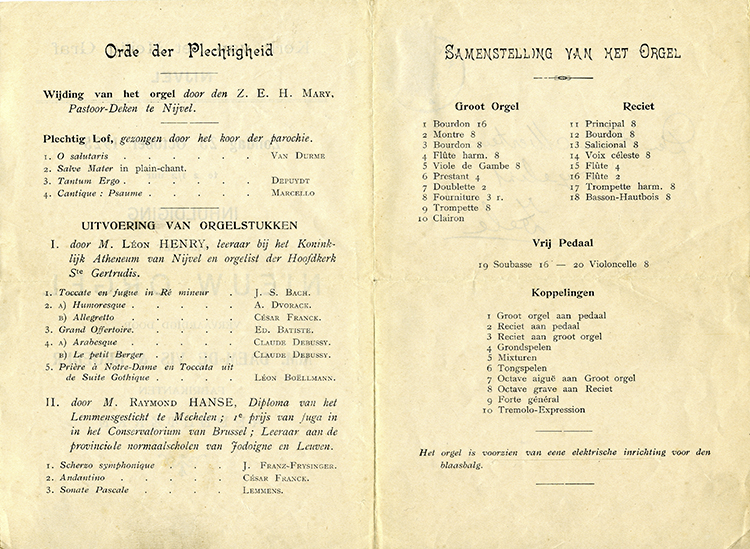 Orde der Plechtigheid
Wijding van het orgel door den Z. E. H. Mary,
Pastoor-Deken te Nijvel.
Plechtig Lof, gezongen door het koor der parochie.
1. O salutaris . . . . . . Van Durme
2. Salve Mater in plain-chant.
3. Tantum Ergo . . . . . . Depuydt
4. Cantique : Psaume . . . . . Marcello
UITVOERING VAN ORGELSTUKKEN
I. door M. Léon HENRY, leeraar bij het Konink-
lijk Atheneum van Nijvel en orgelist der Hoofdkerk
Ste Gertrudis.
1. Toccate en fugue in Ré mineur . J. S. Bach.
2. A) Humoresque . . . . . A. Dvorack.
B) Allegretto . . . . . César Franck.
3. Grand Offertoire. . . . . Ed. Batiste.
4. A) Arabesque . . . . . Claude Debussy.
B) Le petit Berger . . . . Claude Debussy.
5. Prière à Notre-Dame en Toccata uit
de Suite Gothique . . . . Léon Boëllmann.
II. door M. Raymond HANSE, Diploma van het
Lemmensgesticht te Mechelen ; 1e prijs van fuga in
in het Conservatorium van Brussel ; Leeraar aan de
provinciale normaalscholen van Jodoigne en Leuven.
1. Scherzo symphonique . . . . J. Franz-Frysinger.
2. Andantino . . . . . César Franck.
3. Sonate Pascale . . . . . Lemmens.
Samenstelling van het Orgel
Groot Orgel
1 Bourdon 16
2 Montre 8
3 Bourdon 8
4 Flûte harm. 8
5 Viole de Gambe 8
6 Prestant 4
7 Doublette 2
8 Fourniture 3 r.
9 Trompette 8
10 Clairon
Reciet
11 Principal 8
12 Bourdon 8
13 Salicional 8
14 Voix céleste 8
15 Flûte 4
16 Flûte 2
17 Trompette harm. 8
18 Basson-Hautbois 8
Vrij Pedaal
19 Soubasse 16 — 20 Violoncelle 8
Koppelingen
1 Groot orgel aan pedaal
2 Reciet aan pedaal
3 Reciet aan groot orgel
4 Grondspelen
5 Mixturen
6 Tongspelen
7 Octave aiguë aan Groot orgel
8 Octave grave aan Reciet
9 Forte général
10 Tremolo-Expression
Het orgel is voorzien van eene elektrische inrichting voor den
blaasbalg.